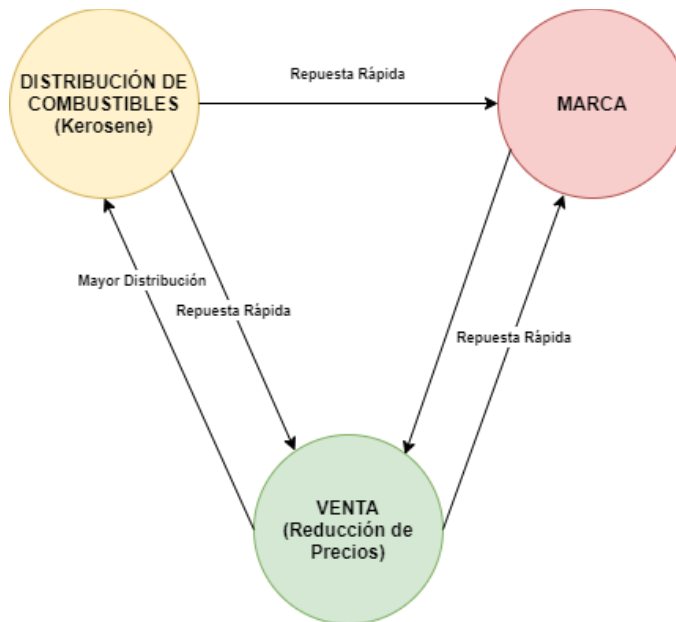 Repuesta Rápida
DISTRIBUCIÓN DE
COMBUSTIBLES
(Kerosene)
MARCA
Mayor Distribución
Repuesta Rápida
Repuesta Rápida
VENTA
(Reducción de
Precios)